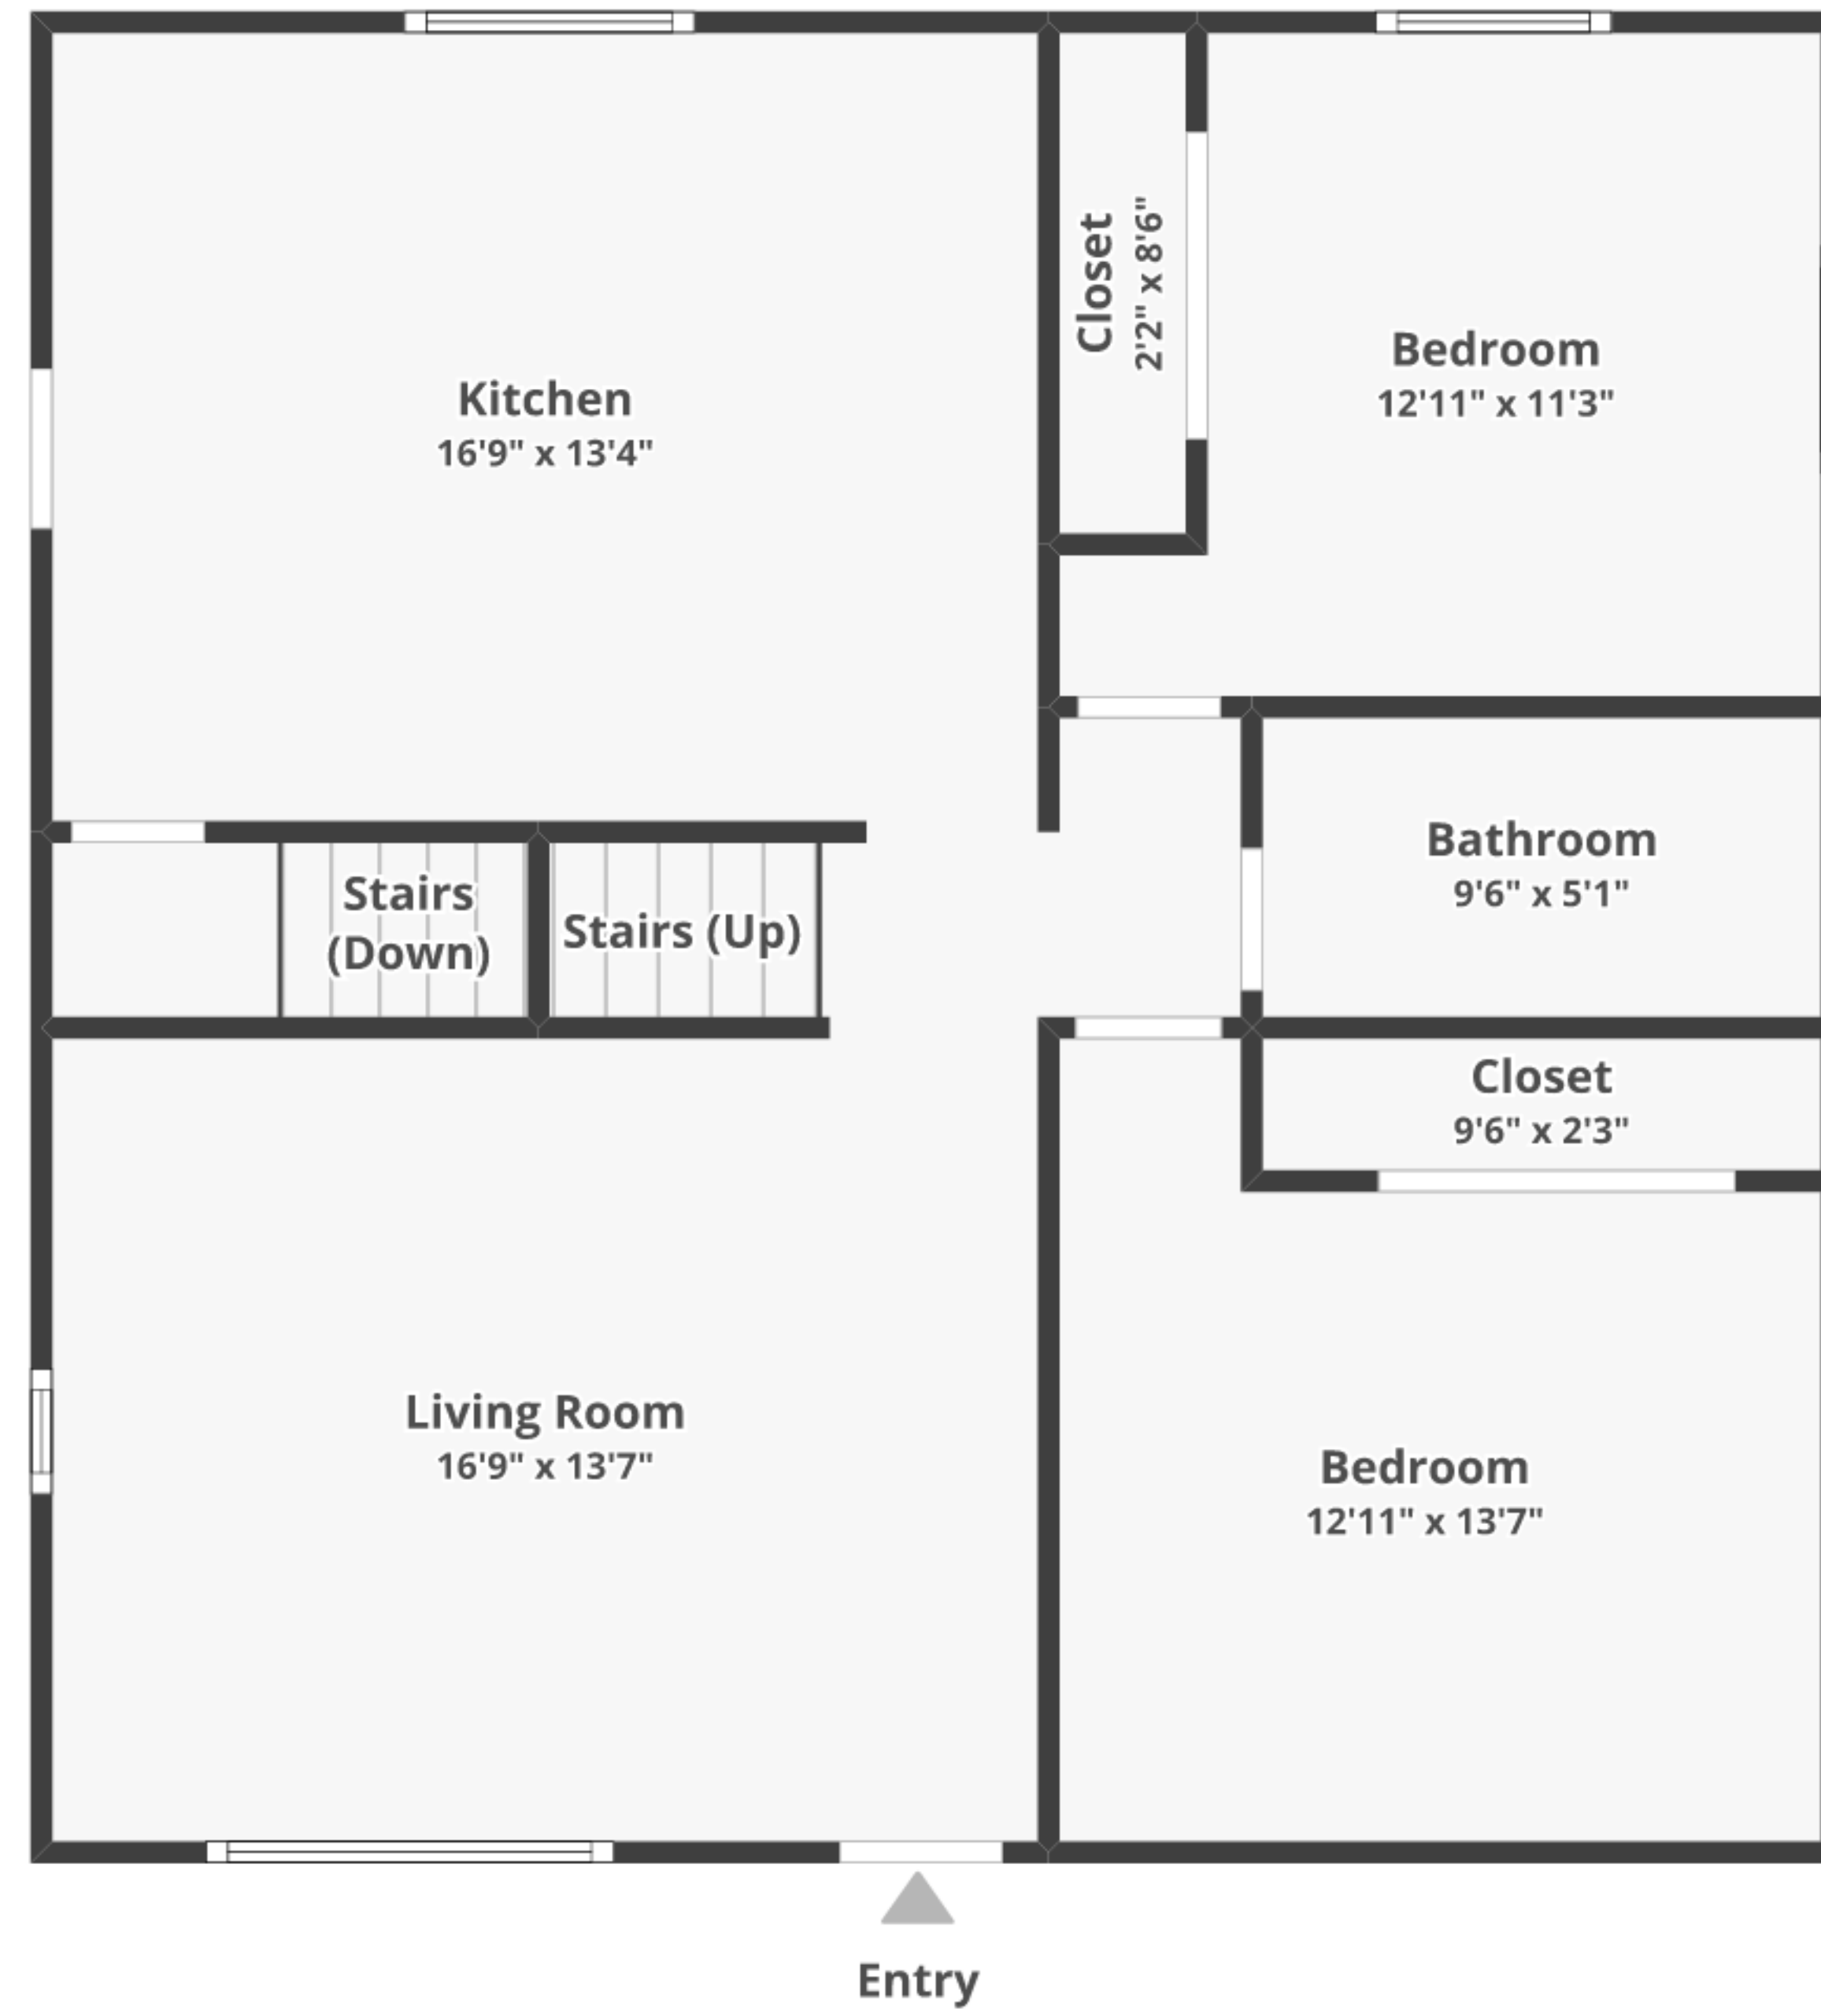 Kitchen
16'9" x 13'4"
Closet
2'2" x 8'6"
Bedroom
12'11" x 11'3"
Stairs
(Down)
Stairs (Up)
Bathroom
9'6" x 5'1"
Closet
9'6" x 2'3"
Living Room
16'9" x 13'7"
Bedroom
12'11" x 13'7"
Entry